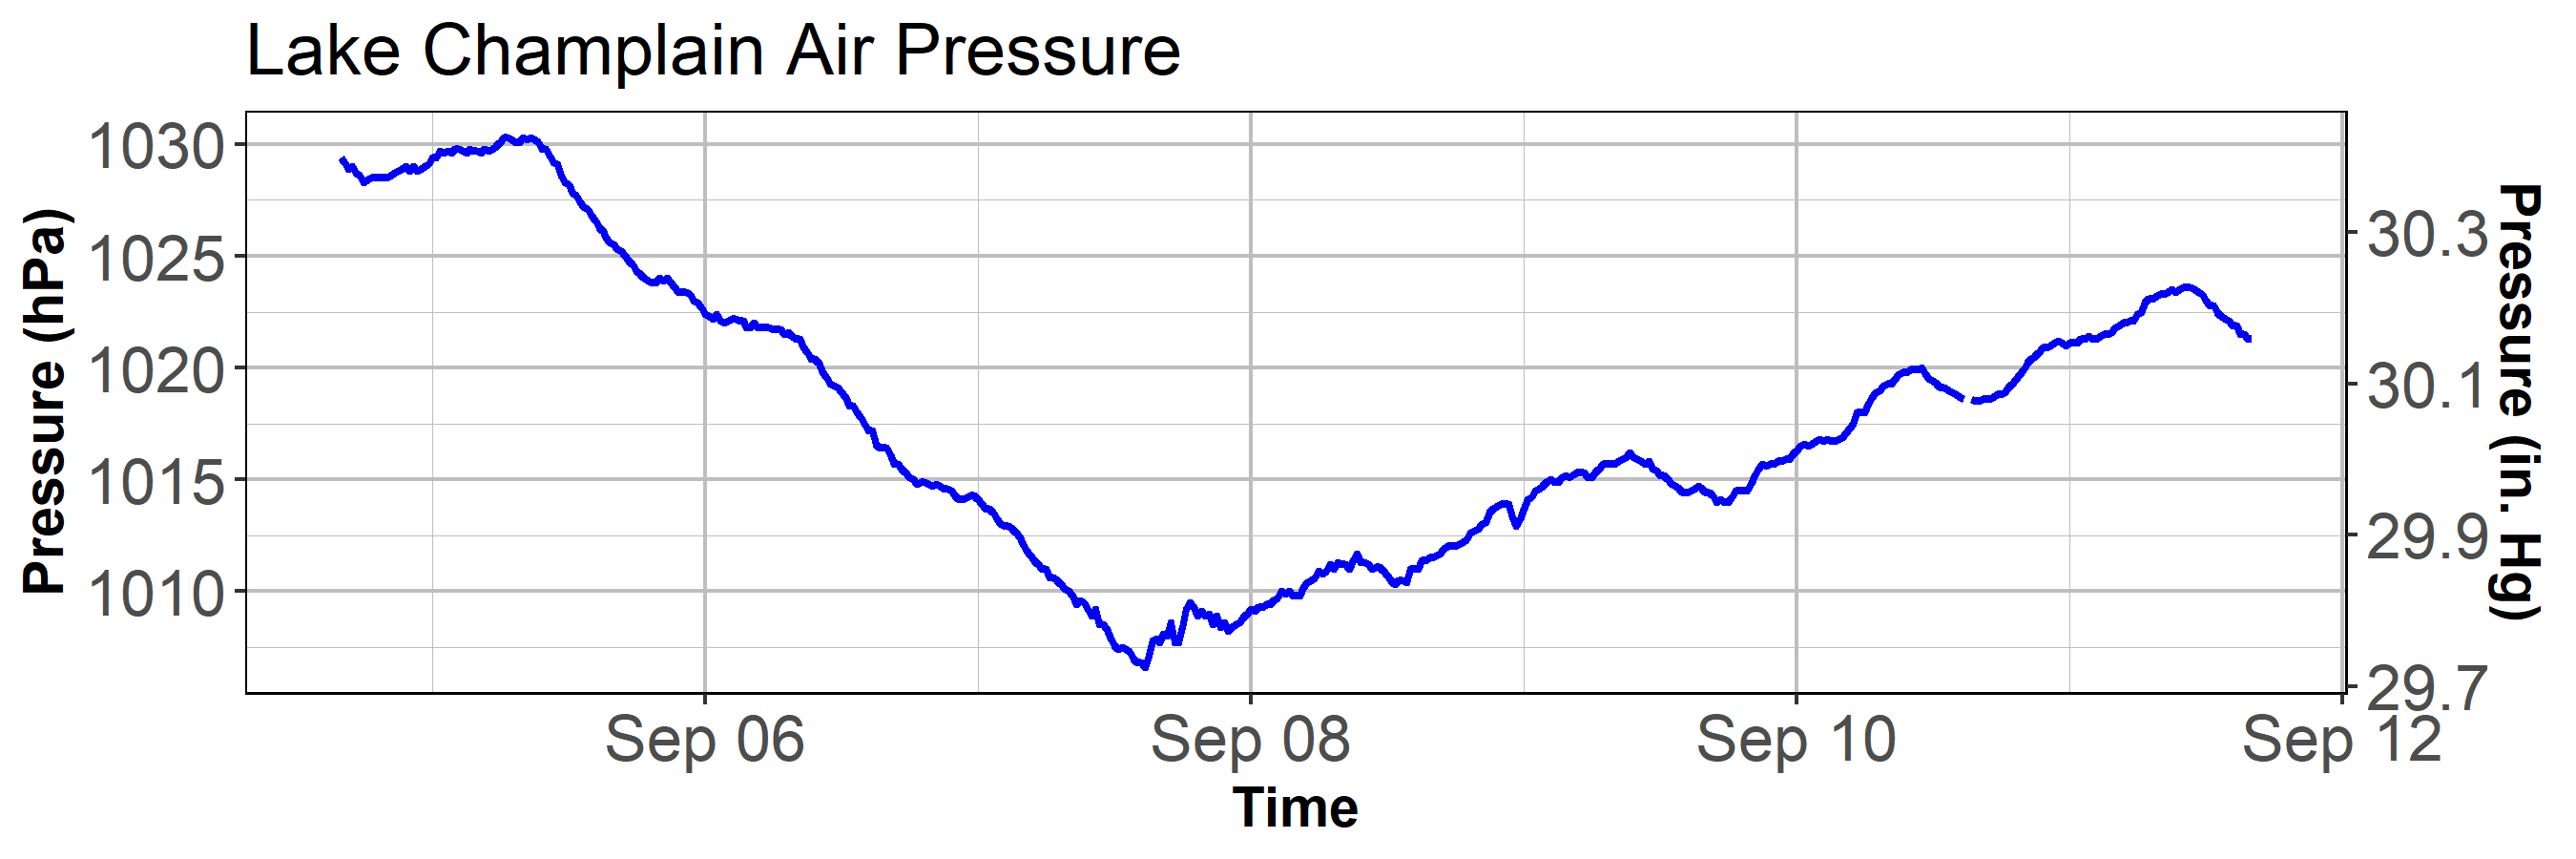 Lake Champlain Air Pressure
1030
1025
1020
1015
1010
Pressure (hPa)
30.3
30.1
29.9
29.7
Pressure (in. Hg)
Sep 06
Sep 08
Sep 10
Sep 12
Time